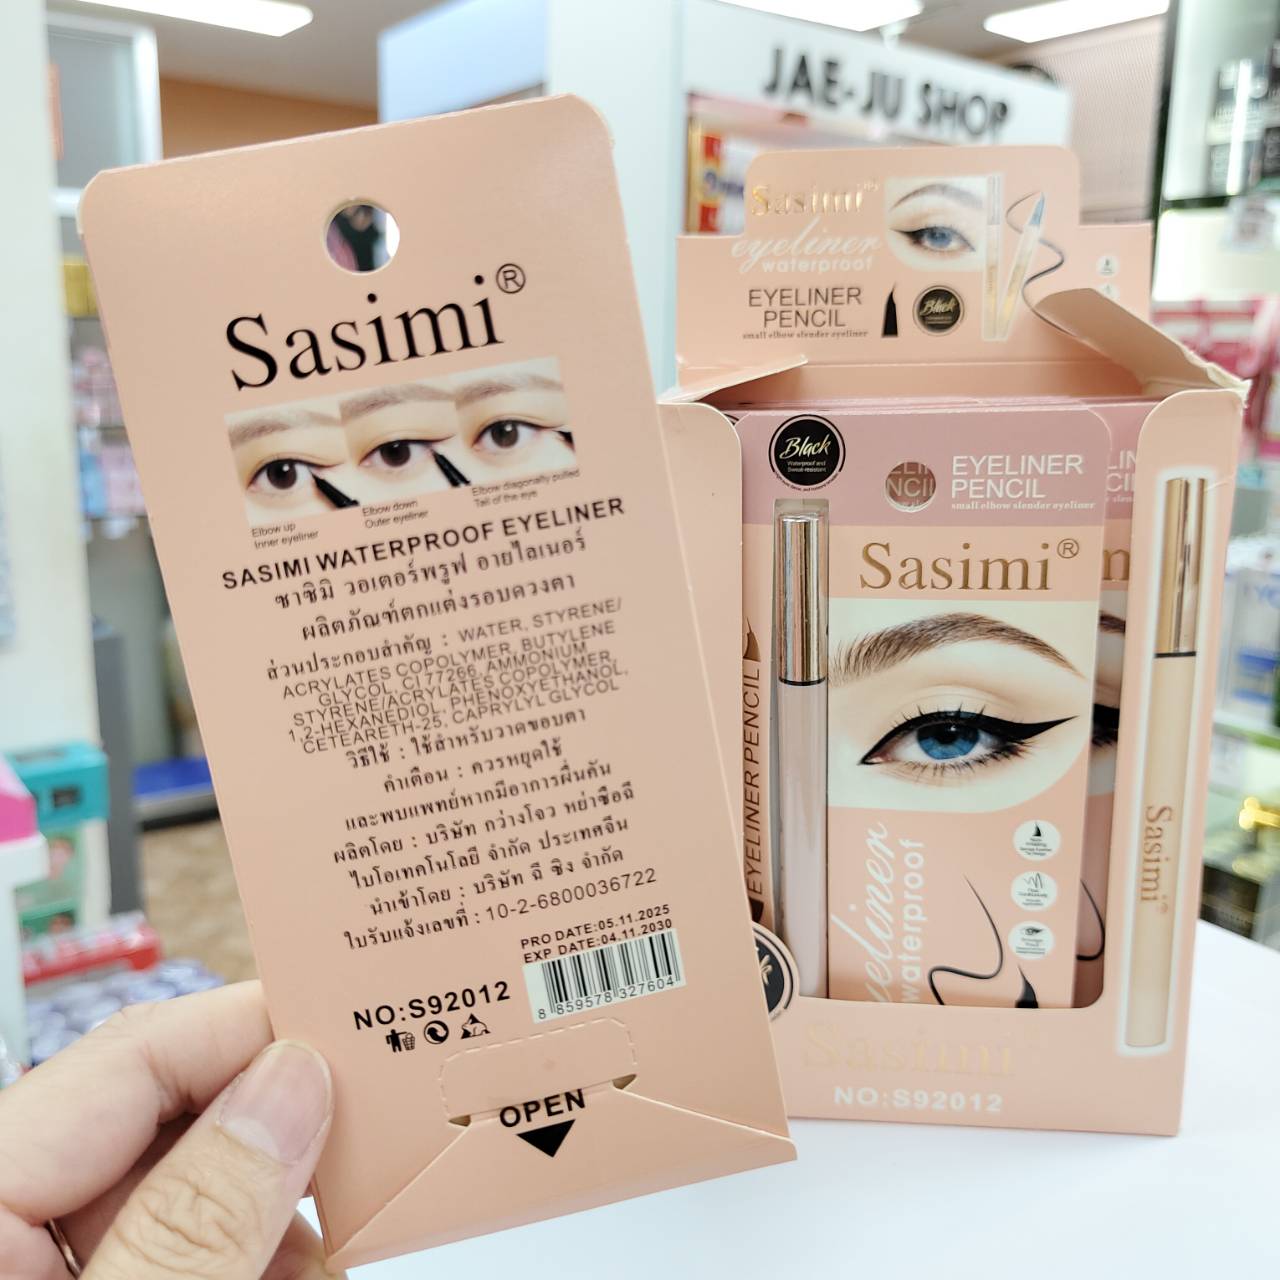 JAE-JU SHOP
Sasimi®
Elbow up
Inner eyeliner
Elbow down
Outer eyeliner
Elbow diagonally pulled
Tail of the eye
SASIMI WATERPROOF EYELINER
ซาซิมิ วอเตอร์พรูฟ อายไลเนอร์
ผลิตภัณฑ์ตกแต่งรอบดวงตา
ส่วนประกอบสำคัญ : WATER, STYRENE/
ACRYLATES COPOLYMER, BUTYLENE
GLYCOL, CI 77266, AMMONIUM
STYRENE/ACRYLATES COPOLYMER,
1,2-HEXANEDIOL, PHENOXYETHANOL,
CETEARETH-25, CAPRYLYL GLYCOL
วิธีใช้ : ใช้สำหรับวาดขอบตา
คำเตือน : ควรหยุดใช้
และพบแพทย์หากมีอาการผื่นคัน
ผลิตโดย : บริษัท กว่างโจว หย่าซือถี
ไบโอเทคโนโลยี จำกัด ประเทศจีน
นำเข้าโดย : บริษัท ถี ซิง จำกัด
ใบรับแจ้งเลขที่ : 10-2-6800036722
PRO DATE:05.11.2025
EXP DATE:04.11.2030
8 859578 327604
NO:S92012
OPEN
Sasimi
eyeliner
waterproof
EYELINER
PENCIL
small elbow slender eyeliner
Black
Black
Waterproof and
Sweat-resistant
EYELINER
PENCIL
small elbow slender eyeliner
Sasimi®
EYELINER PENCIL
eyeliner
waterproof
Black
Sasimi
Sasimi
NO:S92012